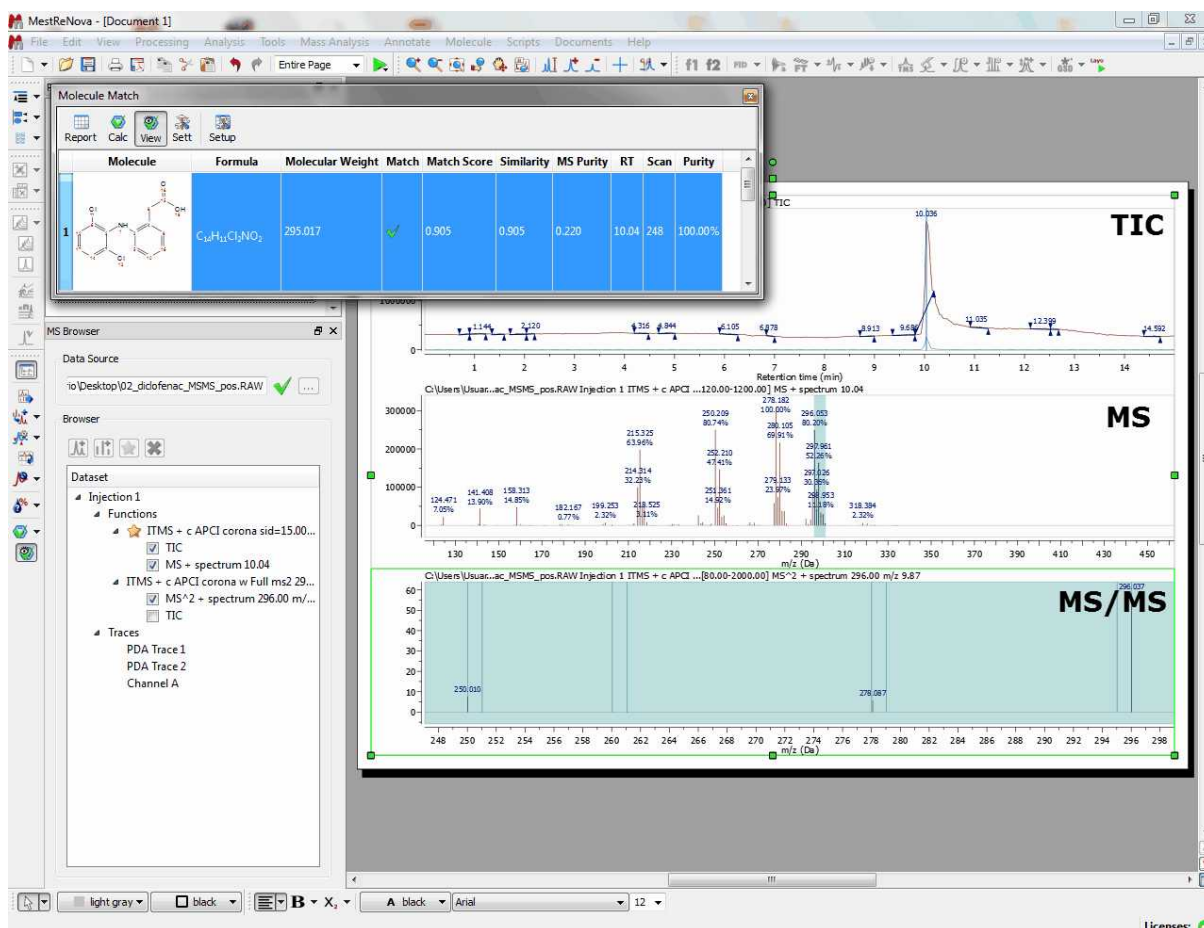 MestReNova - [Document 1]
File Edit View Processing Analysis Tools Mass Analysis Annotate Molecule Scripts Documents Help
Entire Page
f1 f2
Molecule Match
Report Calc View Sett Setup
Molecule Formula Molecular Weight Match Match Score Similarity MS Purity RT Scan Purity
1 C₁₄H₁₁Cl₂NO₂ 295.017 0.905 0.905 0.220 10.04 248 100.00%
MS Browser
Data Source
io\Desktop\02_diclofenac_MSMS_pos.RAW ...
Browser
Dataset
Injection 1
Functions
ITMS + c APCI corona sid=15.00...
TIC
MS + spectrum 10.04
ITMS + c APCI corona w Full ms2 29...
MS^2 + spectrum 296.00 m/...
TIC
Traces
PDA Trace 1
PDA Trace 2
Channel A
] TIC
TIC
10.036
1000000
0
1.144 2.120 4.316 4.844 6.105 6.878 8.913 9.686 11.035 12.399 14.592
1 2 3 4 5 6 7 8 9 10 11 12 13 14
Retention time (min)
C:\Users\Usuar...ac_MSMS_pos.RAW Injection 1 ITMS + c APCI ...120.00-1200.00] MS + spectrum 10.04
MS
300000
200000
100000
0
278.182
100.00%
250.209
80.74%
296.053
80.20%
280.105
69.91%
215.325
63.96%
297.961
52.26%
252.210
47.41%
214.314
32.23%
297.026
30.35%
279.133
23.97%
251.361
14.92%
298.953
11.18%
124.471
7.05%
141.408
13.90%
158.313
14.85%
182.167
0.77%
199.253
2.32%
218.525
3.11%
318.384
2.32%
130 150 170 190 210 230 250 270 290 310 330 350 370 390 410 430 450
m/z (Da)
C:\Users\Usuar...ac_MSMS_pos.RAW Injection 1 ITMS + c APCI ...[80.00-2000.00] MS^2 + spectrum 296.00 m/z 9.87
MS/MS
60
50
40
30
20
10
0
250.010
278.087
296.037
248 250 252 254 256 258 260 262 264 266 268 270 272 274 276 278 280 282 284 286 288 290 292 294 296 298
m/z (Da)
light gray black B X₂ A black Arial 12
Licenses: